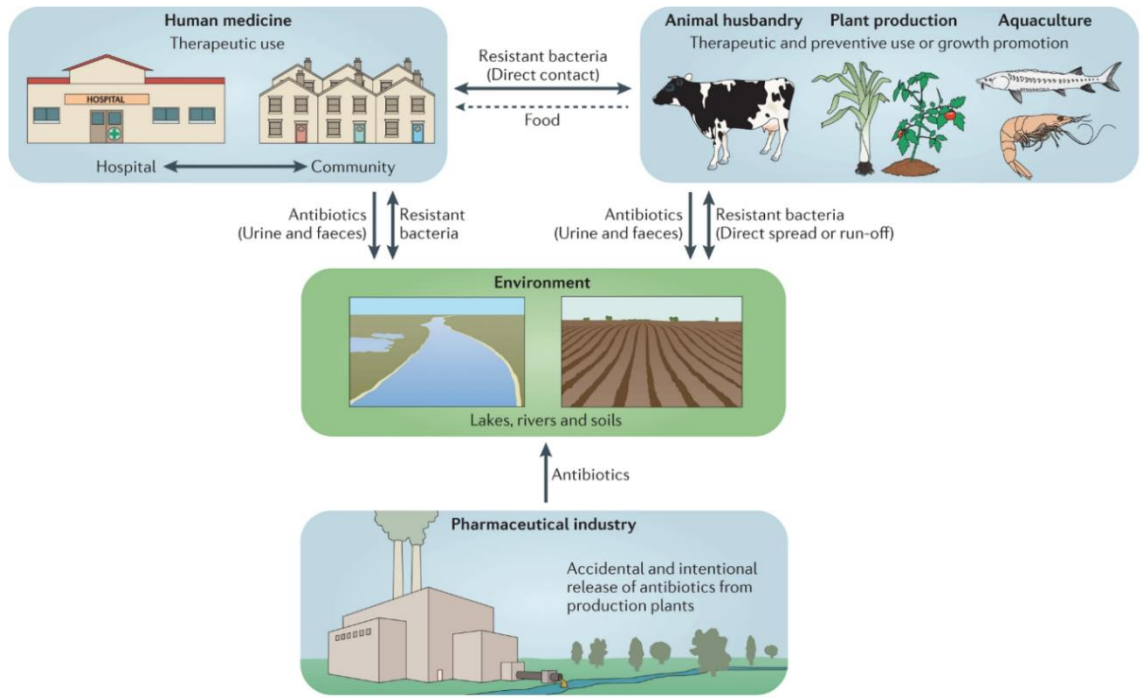 Human medicine
Therapeutic use
HOSPITAL
Hospital
Community
Resistant bacteria
(Direct contact)
Food
Animal husbandry
Plant production
Aquaculture
Therapeutic and preventive use or growth promotion
Antibiotics
(Urine and faeces)
Resistant
bacteria
Antibiotics
(Urine and faeces)
Resistant bacteria
(Direct spread or run-off)
Environment
Lakes, rivers and soils
Antibiotics
Pharmaceutical industry
Accidental and intentional
release of antibiotics from
production plants